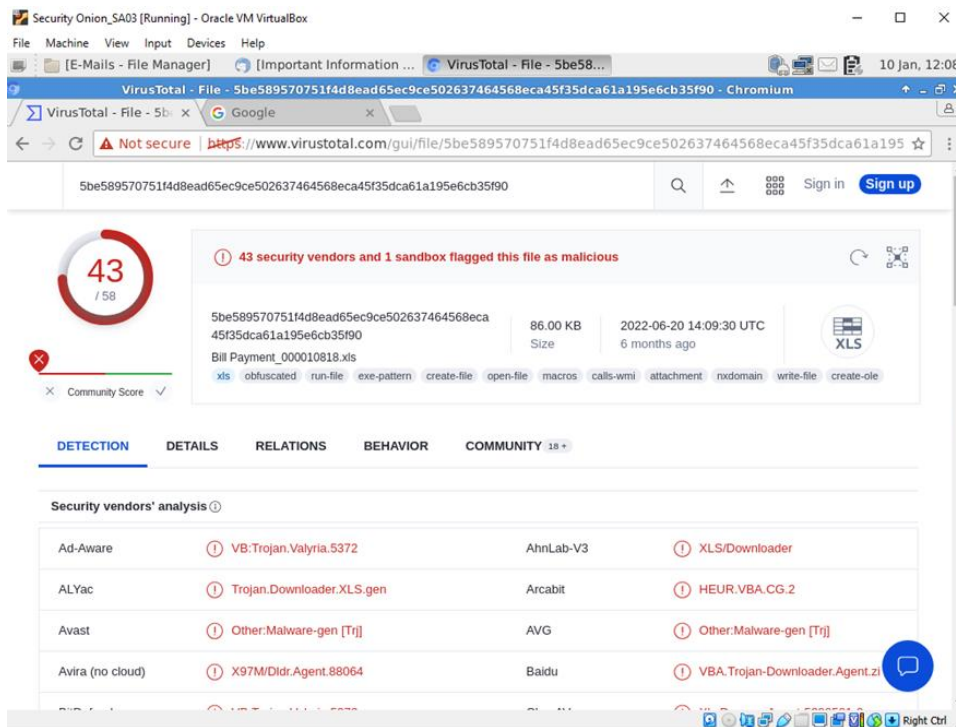 Security Onion_SA03 [Running] - Oracle VM VirtualBox
File Machine View Input Devices Help
[E-Mails - File Manager] [Important Information ... VirusTotal - File - 5be58... 10 Jan, 12:08
VirusTotal - File - 5be589570751f4d8ead65ec9ce502637464568eca45f35dca61a195e6cb35f90 - Chromium
VirusTotal - File - 5b Google
Not secure | https://www.virustotal.com/gui/file/5be589570751f4d8ead65ec9ce502637464568eca45f35dca61a195
5be589570751f4d8ead65ec9ce502637464568eca45f35dca61a195e6cb35f90 Sign in Sign up
43
/ 58
43 security vendors and 1 sandbox flagged this file as malicious
5be589570751f4d8ead65ec9ce502637464568eca
45f35dca61a195e6cb35f90
Bill Payment_000010818.xls
86.00 KB
Size
2022-06-20 14:09:30 UTC
6 months ago
XLS
xls obfuscated run-file exe-pattern create-file open-file macros calls-wmi attachment nxdomain write-file create-ole
Community Score
DETECTION DETAILS RELATIONS BEHAVIOR COMMUNITY 18 +
Security vendors' analysis
Ad-Aware VB:Trojan.Valyria.5372 AhnLab-V3 XLS/Downloader
ALYac Trojan.Downloader.XLS.gen Arcabit HEUR.VBA.CG.2
Avast Other:Malware-gen [Trj] AVG Other:Malware-gen [Trj]
Avira (no cloud) X97M/Dldr.Agent.88064 Baidu VBA.Trojan-Downloader.Agent.zi
Right Ctrl